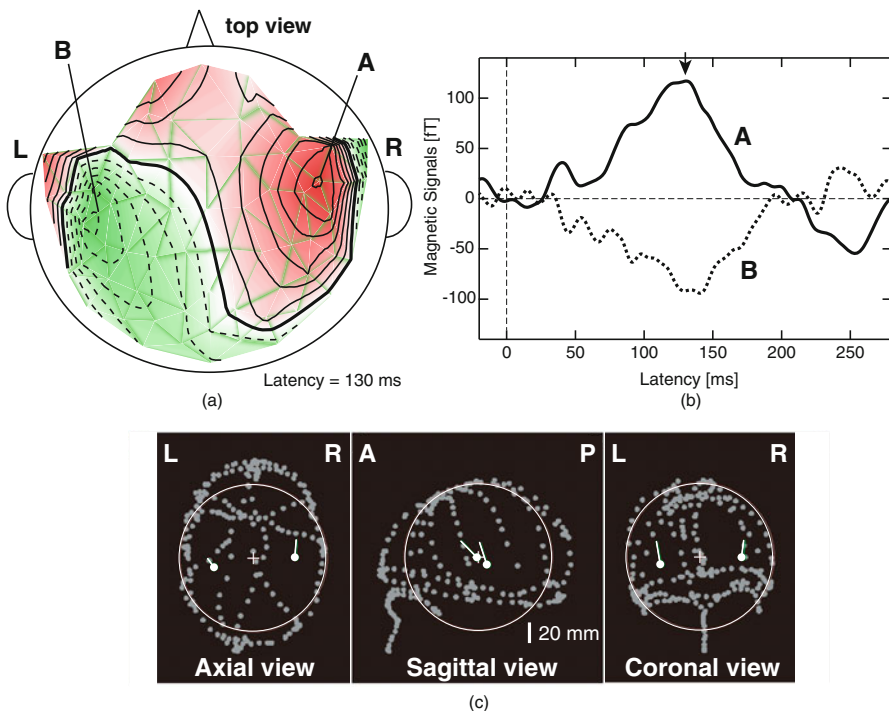 top view
B
A
L
R
Latency = 130 ms
(a)
Magnetic Signals [fT]
100
50
0
-50
-100
A
B
0
50
100
150
200
250
Latency [ms]
(b)
L
R
A
P
L
R
20 mm
Axial view
Sagittal view
Coronal view
(c)